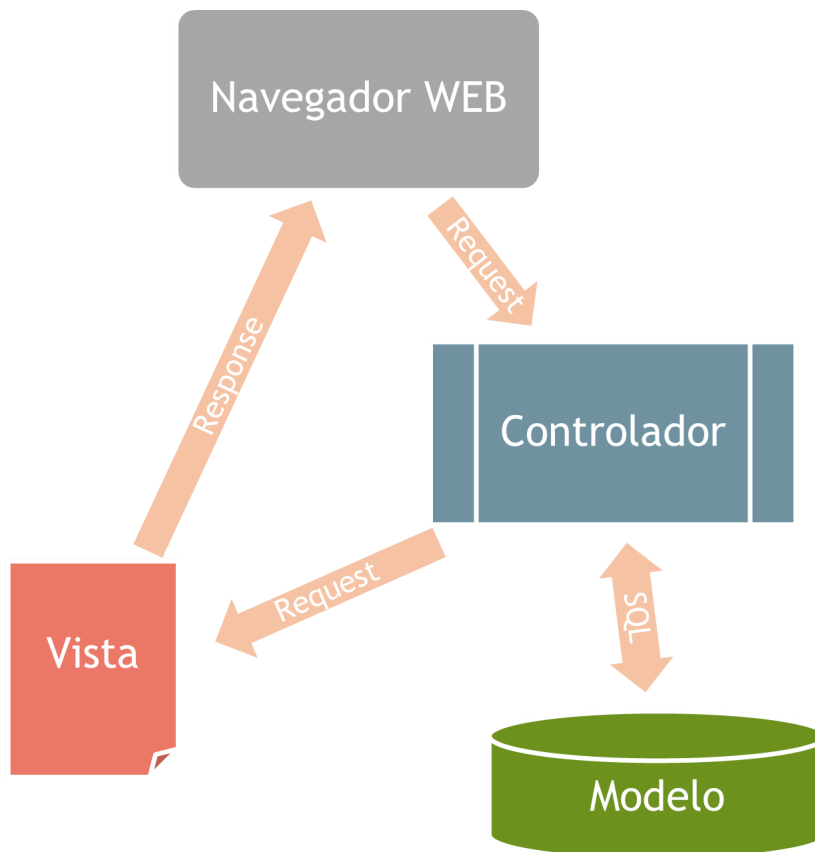 Navegador WEB
Request
Response
Controlador
Request
SQL
Vista
Modelo